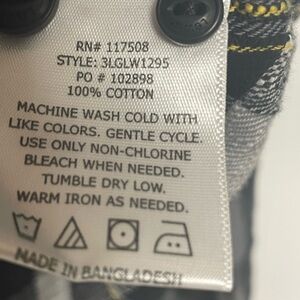 RN# 117508
STYLE: 3LGLW1295
PO # 102898
100% COTTON
MACHINE WASH COLD WITH
LIKE COLORS. GENTLE CYCLE.
USE ONLY NON-CHLORINE
BLEACH WHEN NEEDED.
TUMBLE DRY LOW.
WARM IRON AS NEEDED.
MADE IN BANGLADESH